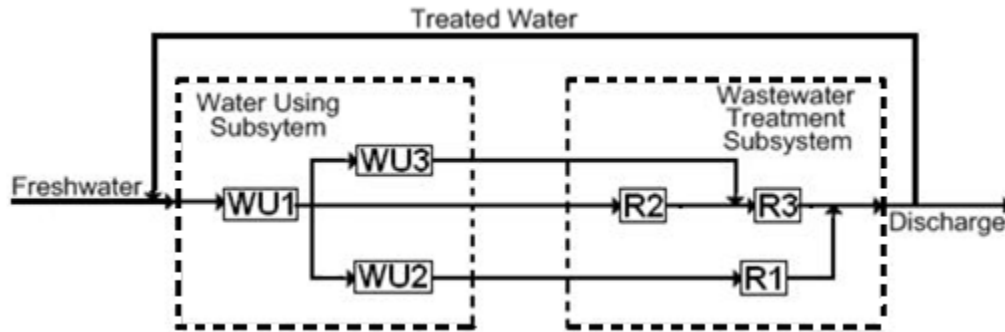 Treated Water
Water Using
Subsytem
Wastewater
Treatment
Subsystem
WU3
Freshwater
WU1
R2
R3
Discharge
WU2
R1